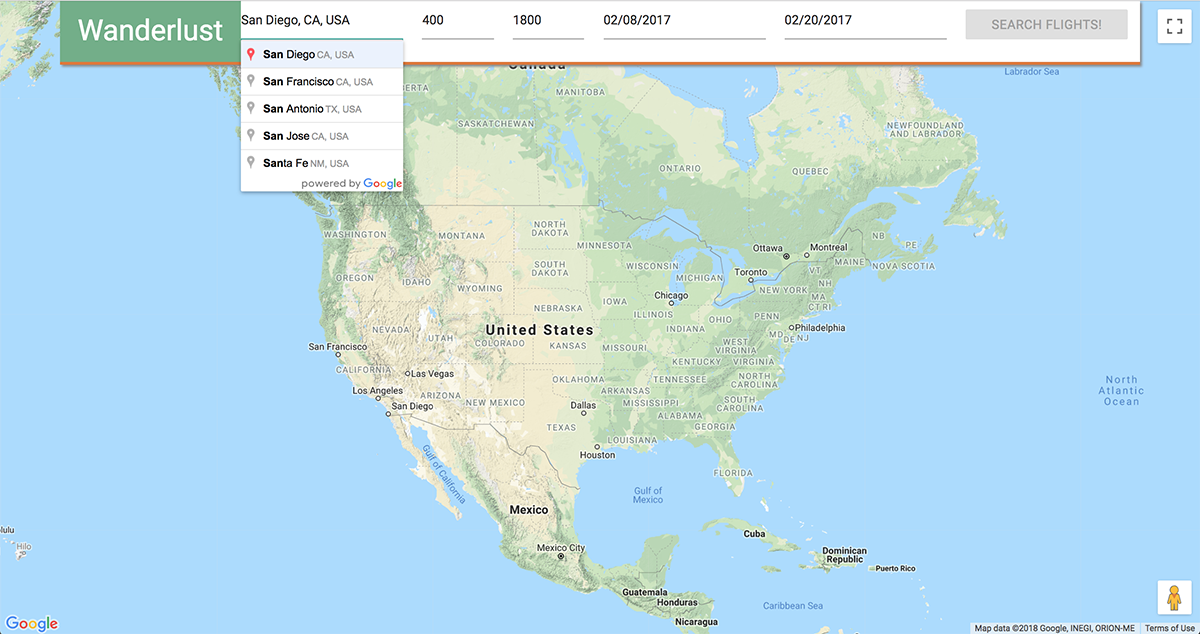 Wanderlust
San Diego, CA, USA
400
1800
02/08/2017
02/20/2017
SEARCH FLIGHTS!
San Diego CA, USA
San Francisco CA, USA
San Antonio TX, USA
San Jose CA, USA
Santa Fe NM, USA
powered by Google
Canada
Labrador Sea
MANITOBA
SASKATCHEWAN
NEWFOUNDLAND
AND LABRADOR
ONTARIO
QUEBEC
WASHINGTON
MONTANA
NORTH
DAKOTA
MINNESOTA
Ottawa
Montreal
NB
PE
NOVA SCOTIA
MAINE
OREGON
IDAHO
WYOMING
SOUTH
DAKOTA
WISCONSIN
MICHIGAN
Toronto
VT
NH
NEW YORK
MA
CT RI
Chicago
IOWA
NEBRASKA
ILLINOIS
INDIANA
OHIO
PENN
Philadelphia
MD
DE
NJ
NEVADA
UTAH
COLORADO
United States
KANSAS
MISSOURI
WEST
VIRGINIA
KENTUCKY
VIRGINIA
San Francisco
CALIFORNIA
Las Vegas
Los Angeles
ARIZONA
NEW MEXICO
San Diego
OKLAHOMA
ARKANSAS
TENNESSEE
NORTH
CAROLINA
SOUTH
CAROLINA
MISSISSIPPI
ALABAMA
GEORGIA
Dallas
TEXAS
LOUISIANA
Houston
FLORIDA
North
Atlantic
Ocean
Gulf of California
Gulf of
Mexico
Mexico
Mexico City
Cuba
Dominican
Republic
Puerto Rico
Guatemala
Honduras
Nicaragua
Caribbean Sea
Hilo
Google
Map data ©2018 Google, INEGI, ORION-ME
Terms of Use